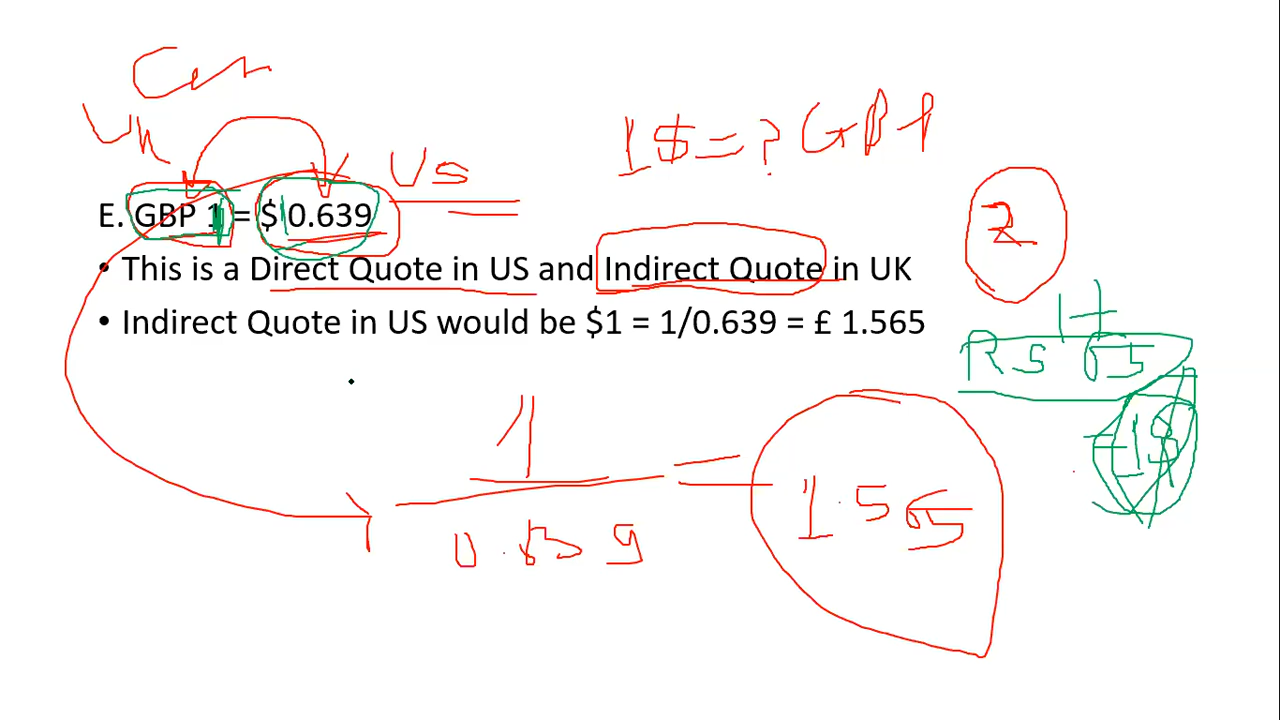 UK
1$ = ? GBP
US
E. GBP 1 = $ 0.639
2
• This is a Direct Quote in US and Indirect Quote in UK
• Indirect Quote in US would be $1 = 1/0.639 = £ 1.565
Rs 65
= 1$
1
0.639
= 1.565